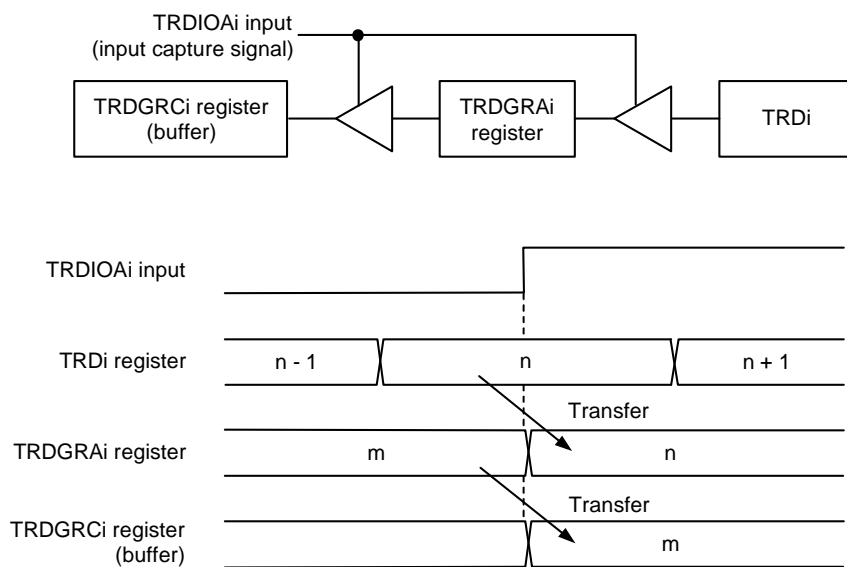 TRDIOAi input
(input capture signal)
TRDGRCi register
(buffer)
TRDGRAi
register
TRDi
TRDIOAi input
TRDi register
n - 1
n
n + 1
Transfer
TRDGRAi register
m
n
Transfer
TRDGRCi register
(buffer)
m